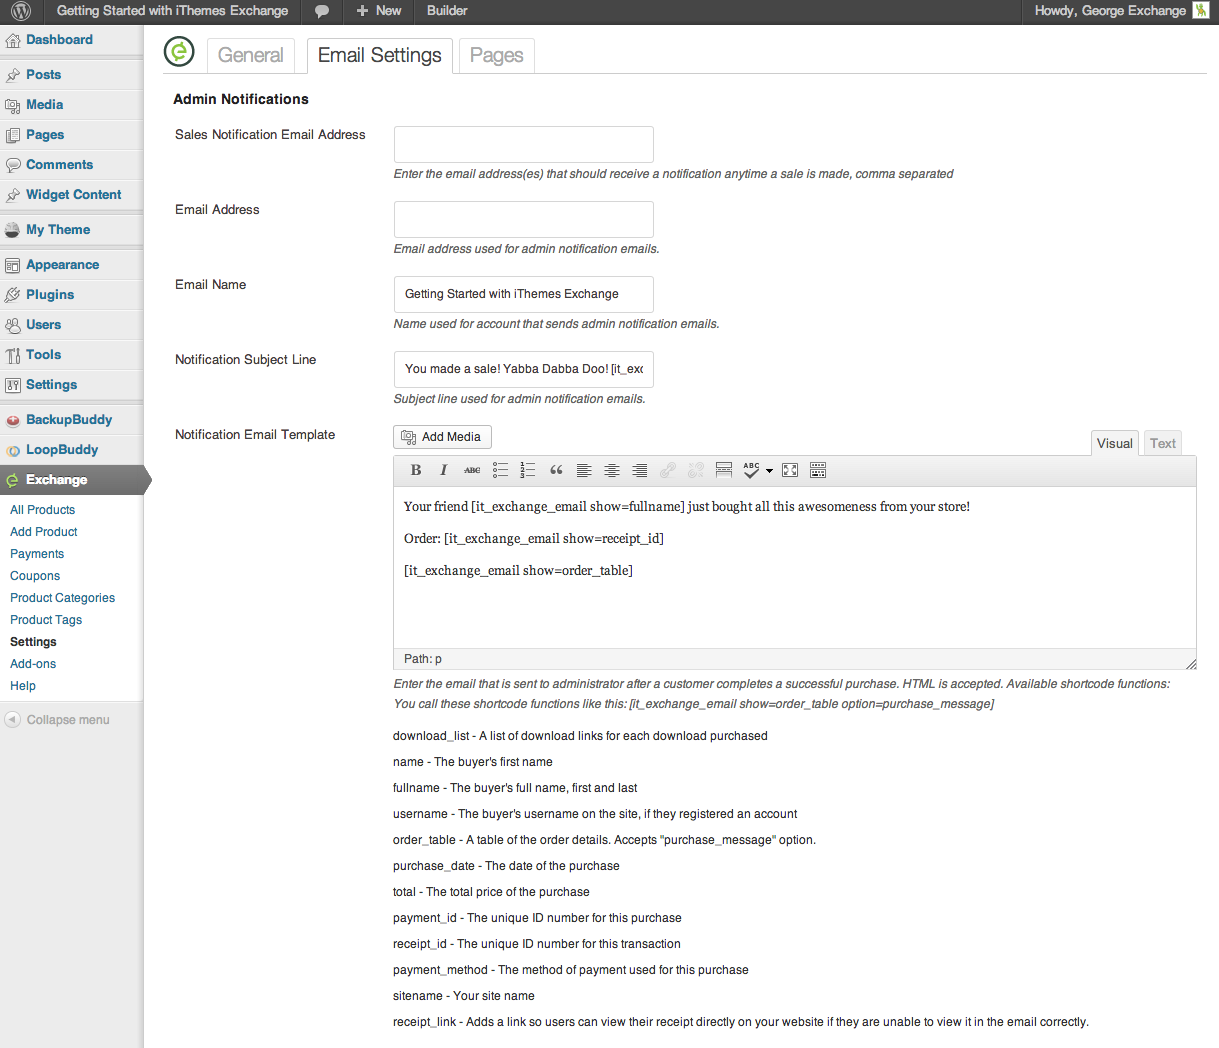 Getting Started with iThemes Exchange
New
Builder
Howdy, George Exchange
Dashboard
Posts
Media
Pages
Comments
Widget Content
My Theme
Appearance
Plugins
Users
Tools
Settings
BackupBuddy
LoopBuddy
Exchange
All Products
Add Product
Payments
Coupons
Product Categories
Product Tags
Settings
Add-ons
Help
Collapse menu
General
Email Settings
Pages
Admin Notifications
Sales Notification Email Address
Enter the email address(es) that should receive a notification anytime a sale is made, comma separated
Email Address
Email address used for admin notification emails.
Email Name
Getting Started with iThemes Exchange
Name used for account that sends admin notification emails.
Notification Subject Line
You made a sale! Yabba Dabba Doo! [it_exc
Subject line used for admin notification emails.
Notification Email Template
Add Media
Visual
Text
B I ABC ABC
Your friend [it_exchange_email show=fullname] just bought all this awesomeness from your store!
Order: [it_exchange_email show=receipt_id]
[it_exchange_email show=order_table]
Path: p
Enter the email that is sent to administrator after a customer completes a successful purchase. HTML is accepted. Available shortcode functions:
You call these shortcode functions like this: [it_exchange_email show=order_table option=purchase_message]
download_list - A list of download links for each download purchased
name - The buyer's first name
fullname - The buyer's full name, first and last
username - The buyer's username on the site, if they registered an account
order_table - A table of the order details. Accepts "purchase_message" option.
purchase_date - The date of the purchase
total - The total price of the purchase
payment_id - The unique ID number for this purchase
receipt_id - The unique ID number for this transaction
payment_method - The method of payment used for this purchase
sitename - Your site name
receipt_link - Adds a link so users can view their receipt directly on your website if they are unable to view it in the email correctly.